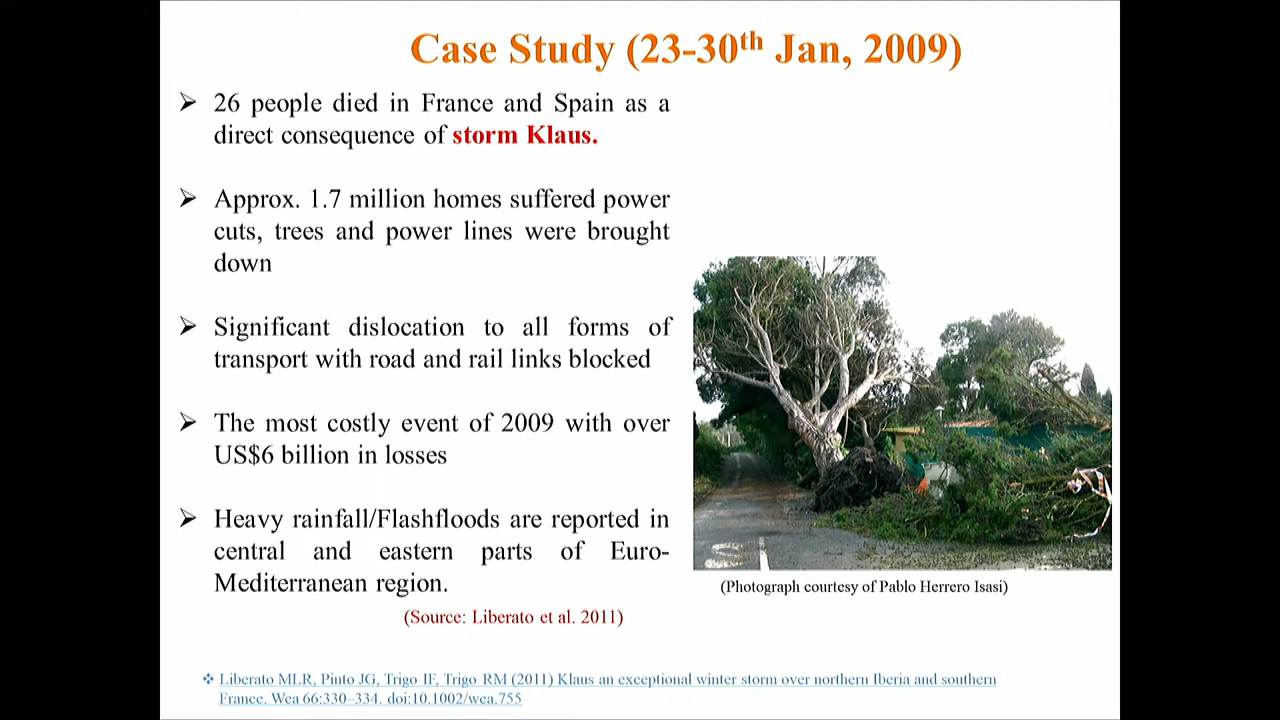 Case Study (23-30th Jan, 2009)
➢ 26 people died in France and Spain as a
direct consequence of storm Klaus.
➢ Approx. 1.7 million homes suffered power
cuts, trees and power lines were brought
down
➢ Significant dislocation to all forms of
transport with road and rail links blocked
➢ The most costly event of 2009 with over
US$6 billion in losses
➢ Heavy rainfall/Flashfloods are reported in
central and eastern parts of Euro-
Mediterranean region.
(Source: Liberato et al. 2011)
(Photograph courtesy of Pablo Herrero Isasi)
❖ Liberato MLR, Pinto JG, Trigo IF, Trigo RM (2011) Klaus an exceptional winter storm over northern Iberia and southern
France. Wea 66:330–334. doi:10.1002/wea.755